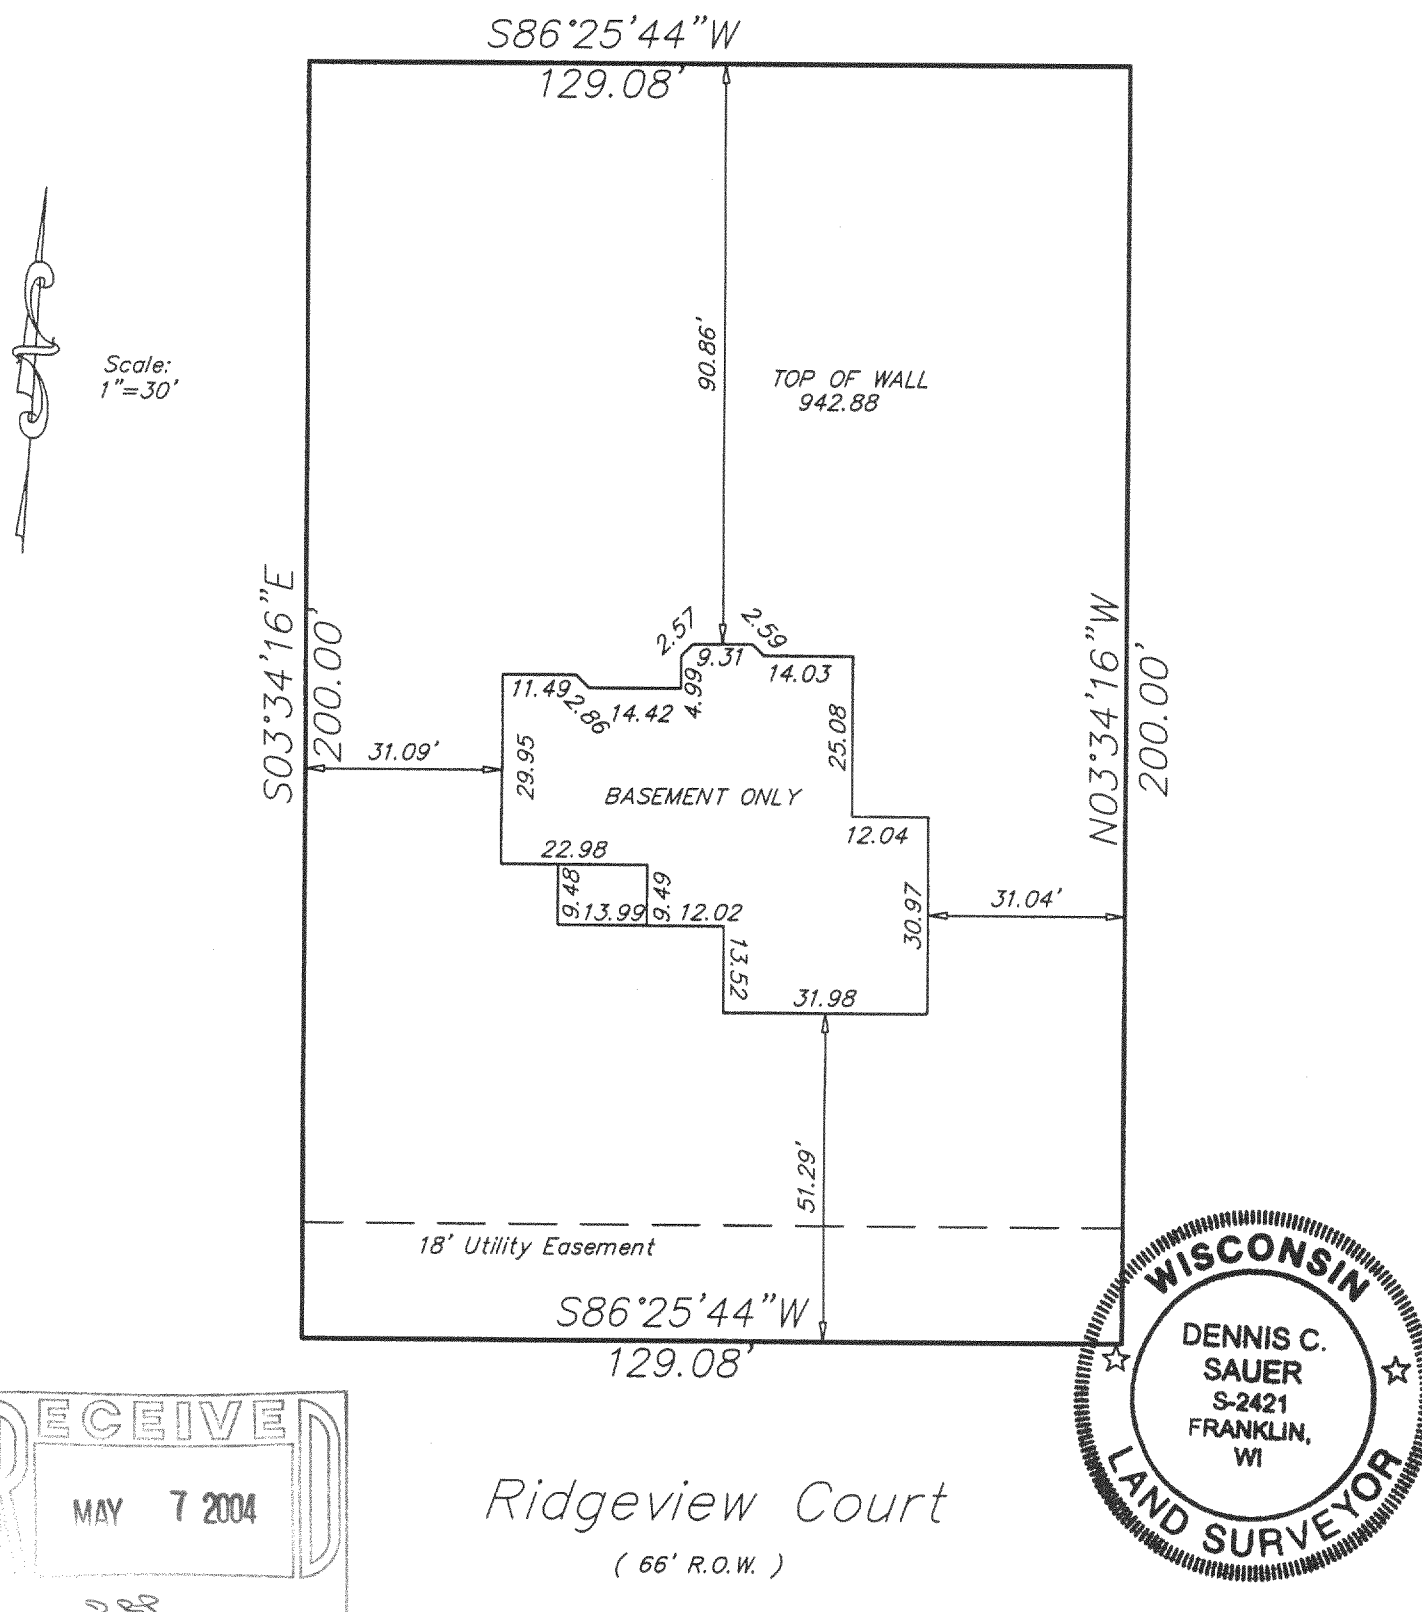 S86°25'44"W
129.08'
Scale:
1"=30'
90.86'
TOP OF WALL
942.88
S03°34'16"E
200.00'
N03°34'16"W
200.00'
2.57
2.59
9.31
14.03
11.49
2.86
14.42
4.99
25.08
31.09'
29.95
BASEMENT ONLY
12.04
22.98
9.48
13.99
9.49
12.02
30.97
31.04'
13.52
31.98
51.29'
18' Utility Easement
S86°25'44"W
129.08'
WISCONSIN
DENNIS C.
SAUER
S-2421
FRANKLIN,
WI
LAND SURVEYOR
RECEIVED
MAY 7 2004
Ridgeview Court
( 66' R.O.W. )